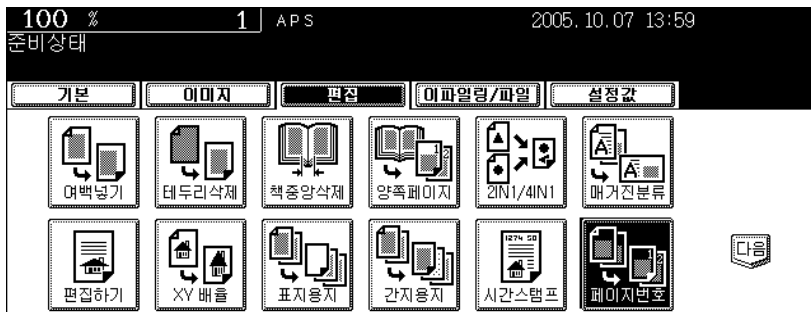 100 % 1 APS 2005.10.07 13:59
준비상태
기본 이미지 편집 이파일링/파일 설정값
여백넣기 테두리삭제 책중앙삭제 양쪽페이지 2IN1/4IN1 매거진분류
다음
편집하기 XY 배율 표지용지 간지용지 시간스탬프 페이지번호